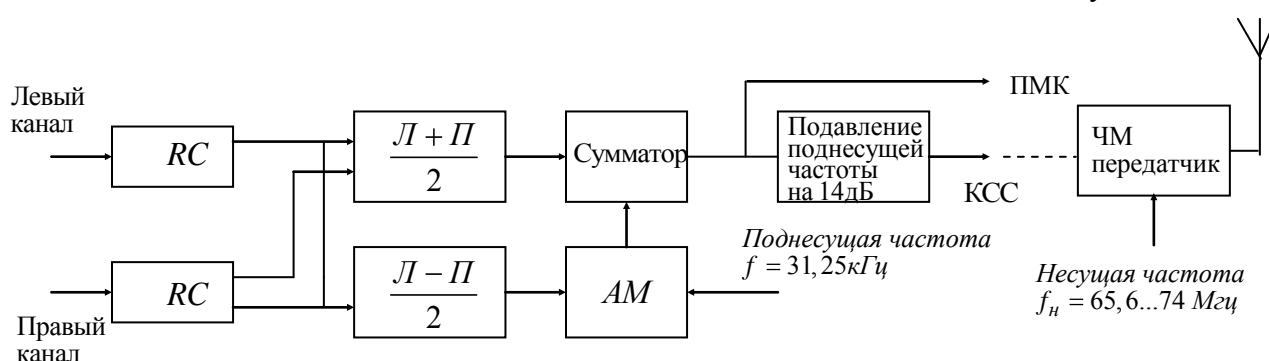 Левый
канал
RC
Л + П
2
Сумматор
ПМК
Подавление
поднесущей
частоты
на 14дБ
КСС
ЧМ
передатчик
Правый
канал
RC
Л − П
2
АМ
Поднесущая частота
f = 31,25кГц
Несущая частота
fн = 65,6...74 Мгц